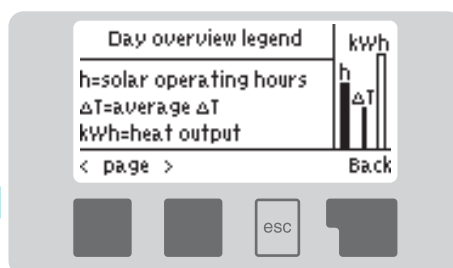 Day overview legend
h=solar operating hours
ΔT=average ΔT
kWh=heat output
kWh
h
ΔT
< page >
Back
esc